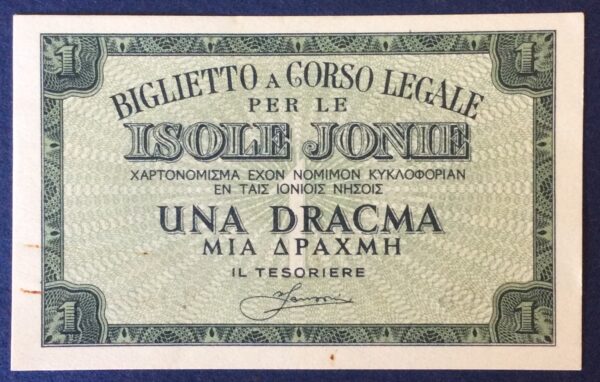 1 1
BIGLIETTO A CORSO LEGALE
PER LE
ISOLE JONIE
ΧΑΡΤΟΝΟΜΙΣΜΑ ΕΧΟΝ ΝΟΜΙΜΟΝ ΚΥΚΛΟΦΟΡΙΑΝ
ΕΝ ΤΑΙΣ ΙΟΝΙΟΙΣ ΝΗΣΟΙΣ
UNA DRACMA
ΜΙΑ ΔΡΑΧΜΗ
IL TESORIERE
1 1